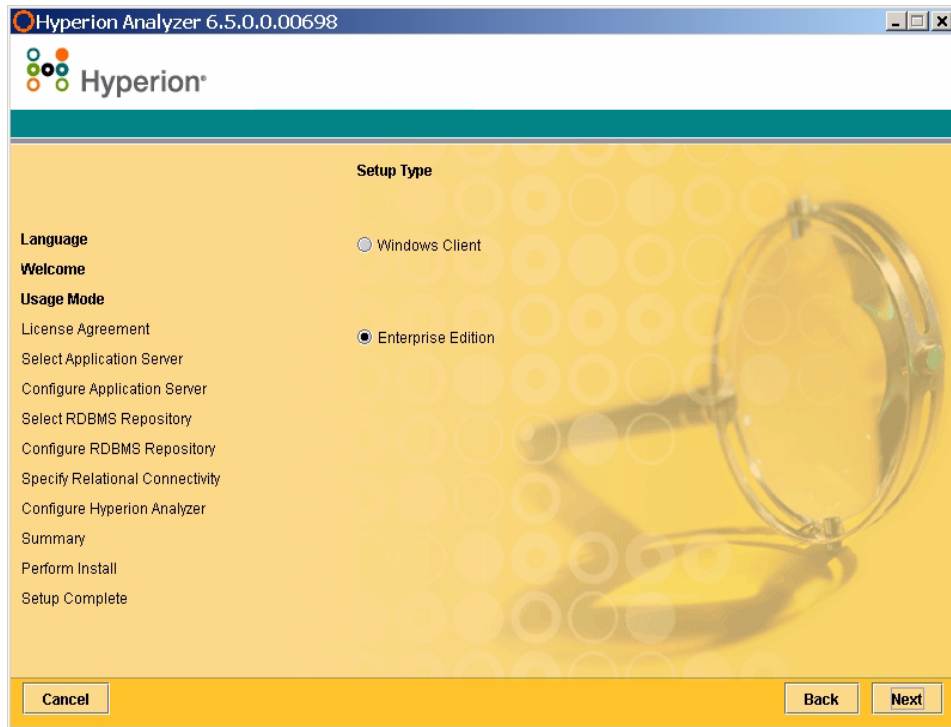 Hyperion Analyzer 6.5.0.0.00698
Hyperion
Setup Type
Language
Welcome
Usage Mode
License Agreement
Select Application Server
Configure Application Server
Select RDBMS Repository
Configure RDBMS Repository
Specify Relational Connectivity
Configure Hyperion Analyzer
Summary
Perform Install
Setup Complete
Windows Client
Enterprise Edition
Cancel
Back
Next